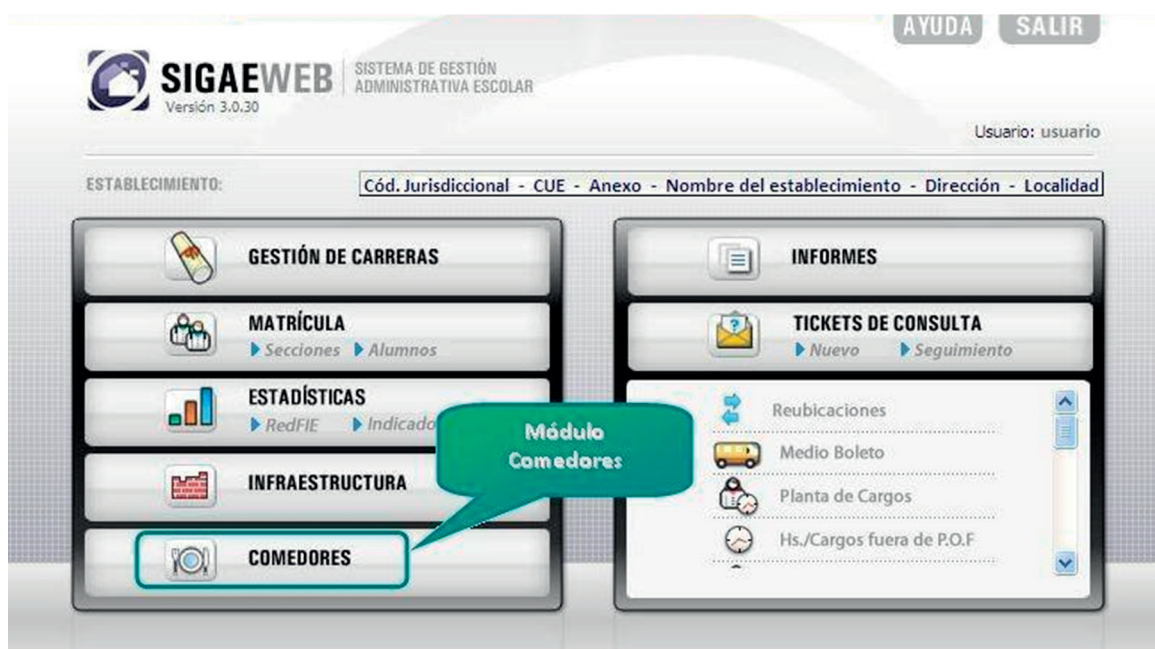 AYUDA SALIR
SIGAEWEB
Versión 3.0.30
SISTEMA DE GESTIÓN
ADMINISTRATIVA ESCOLAR
Usuario: usuario
ESTABLECIMIENTO:
Cód. Jurisdiccional - CUE - Anexo - Nombre del establecimiento - Dirección - Localidad
GESTIÓN DE CARRERAS
MATRÍCULA
Secciones Alumnos
ESTADÍSTICAS
RedFIE Indicado
INFRAESTRUCTURA
COMEDORES
Módulo
Comedores
INFORMES
TICKETS DE CONSULTA
Nuevo Seguimiento
Reubicaciones
Medio Boleto
Planta de Cargos
Hs./Cargos fuera de P.O.F